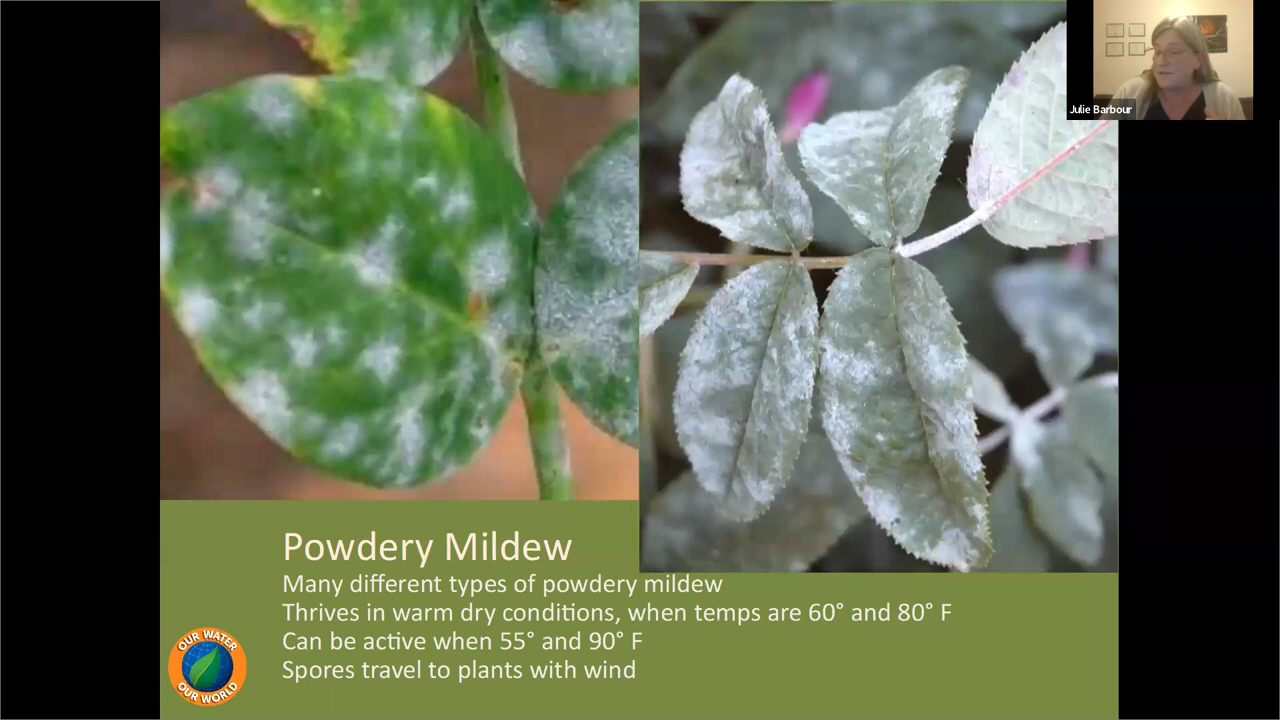 Julie Barbour
Powdery Mildew
Many different types of powdery mildew
Thrives in warm dry conditions, when temps are 60° and 80° F
Can be active when 55° and 90° F
Spores travel to plants with wind
OUR WATER
OUR WORLD